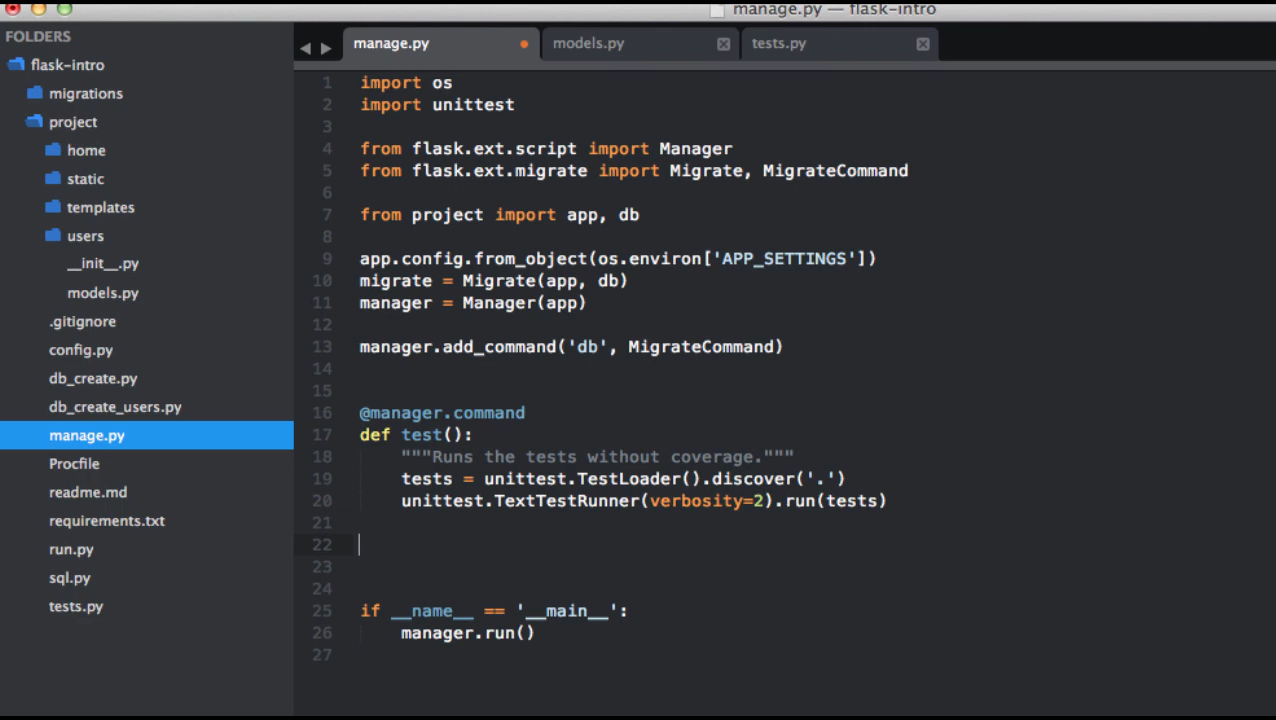 manage.py — flask-intro
FOLDERS
flask-intro
migrations
project
home
static
templates
users
__init__.py
models.py
.gitignore
config.py
db_create.py
db_create_users.py
manage.py
Procfile
readme.md
requirements.txt
run.py
sql.py
tests.py
manage.py
models.py
tests.py
1 import os
2 import unittest
3
4 from flask.ext.script import Manager
5 from flask.ext.migrate import Migrate, MigrateCommand
6
7 from project import app, db
8
9 app.config.from_object(os.environ['APP_SETTINGS'])
10 migrate = Migrate(app, db)
11 manager = Manager(app)
12
13 manager.add_command('db', MigrateCommand)
14
15
16 @manager.command
17 def test():
18     """Runs the tests without coverage."""
19     tests = unittest.TestLoader().discover('.')
20     unittest.TextTestRunner(verbosity=2).run(tests)
21
22
23
24
25 if __name__ == '__main__':
26     manager.run()
27